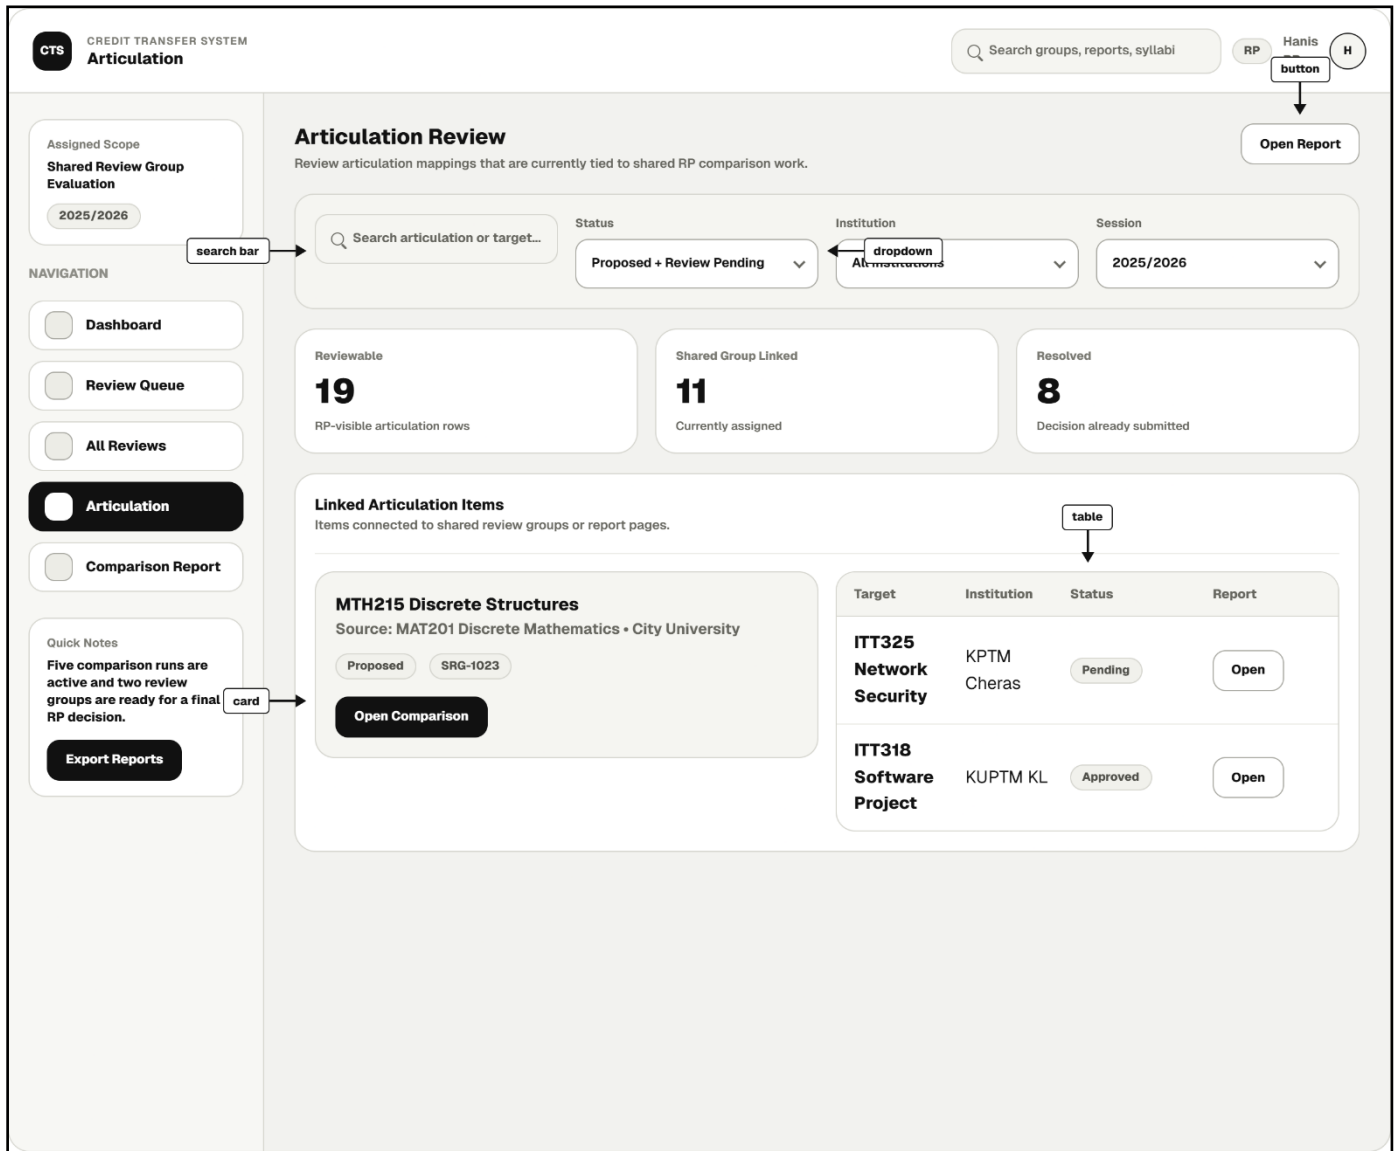 CTS
CREDIT TRANSFER SYSTEM
Articulation
Search groups, reports, syllabi
RP
Hanis
H
button
Assigned Scope
Shared Review Group
Evaluation
2025/2026
NAVIGATION
Dashboard
Review Queue
All Reviews
Articulation
Comparison Report
Quick Notes
Five comparison runs are
active and two review
groups are ready for a final
RP decision.
Export Reports
Articulation Review
Review articulation mappings that are currently tied to shared RP comparison work.
Open Report
search bar
Search articulation or target...
Status
Proposed + Review Pending
dropdown
Institution
All Institutions
Session
2025/2026
Reviewable
19
RP-visible articulation rows
Shared Group Linked
11
Currently assigned
Resolved
8
Decision already submitted
Linked Articulation Items
Items connected to shared review groups or report pages.
table
card
MTH215 Discrete Structures
Source: MAT201 Discrete Mathematics • City University
Proposed SRG-1023
Open Comparison
Target Institution Status Report
ITT325
Network
Security
KPTM
Cheras
Pending
Open
ITT318
Software
Project
KUPTM KL
Approved
Open